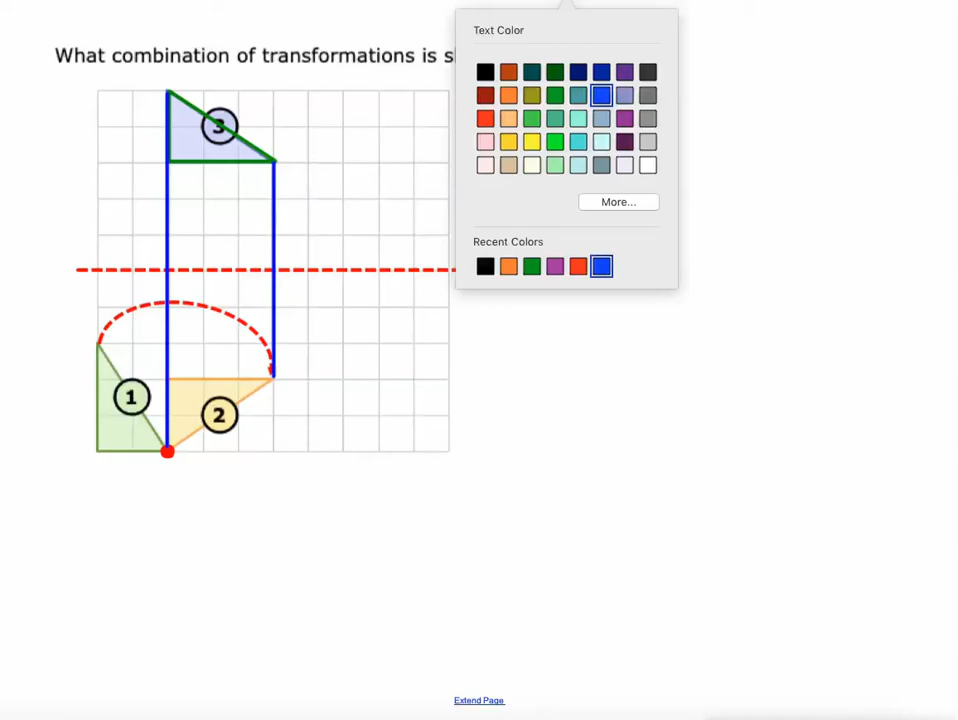 What combination of transformations is
Text Color
3
More...
Recent Colors
1
2
Extend Page